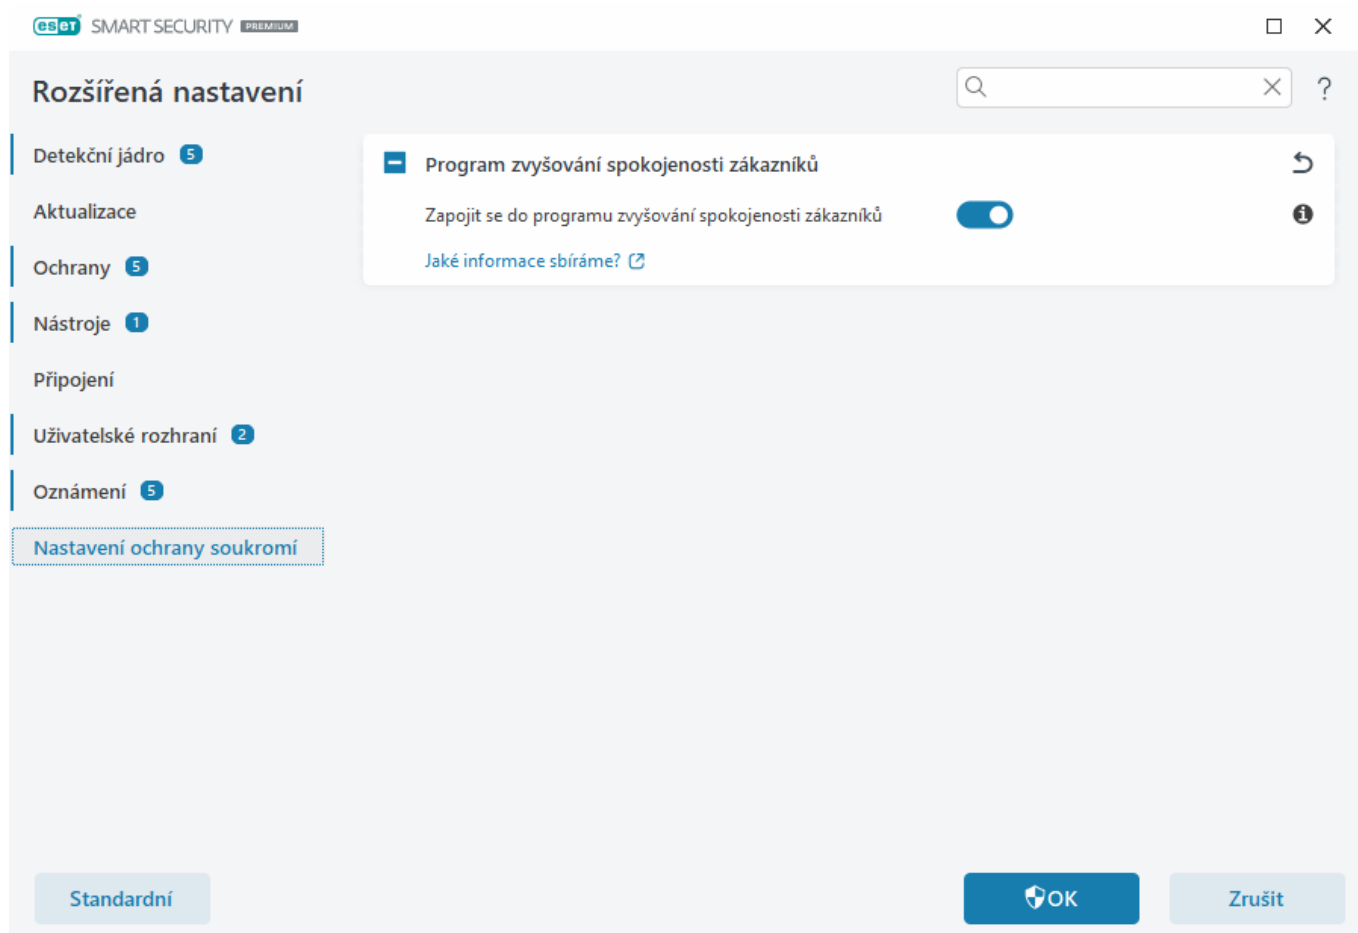 eset SMART SECURITY PREMIUM
Rozšířená nastavení
?
Detekční jádro 5
Aktualizace
Ochrany 5
Nástroje 1
Připojení
Uživatelské rozhraní 2
Oznámení 5
Nastavení ochrany soukromí
Program zvyšování spokojenosti zákazníků
Zapojit se do programu zvyšování spokojenosti zákazníků
Jaké informace sbíráme?
Standardní
OK
Zrušit